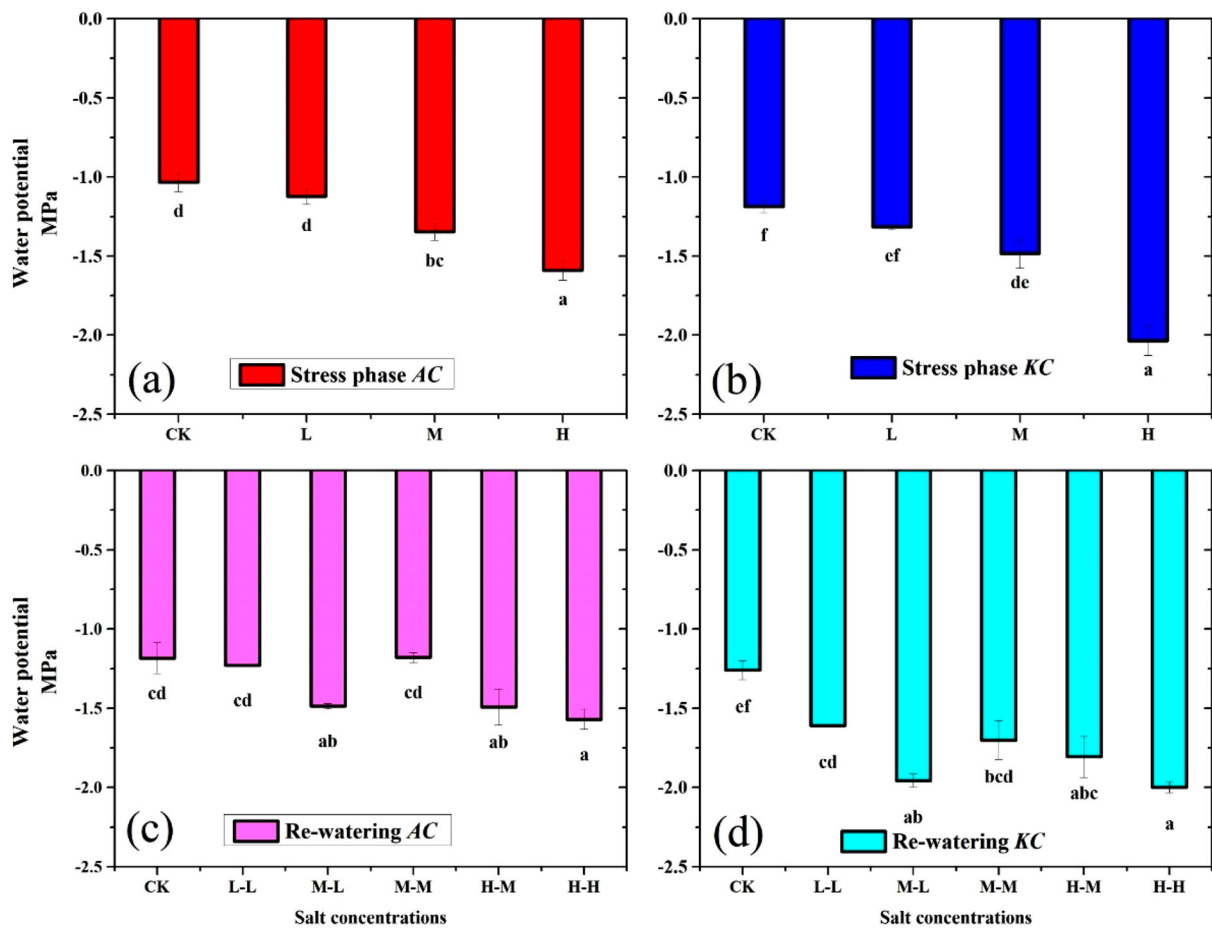 0.0
-0.5
-1.0
-1.5
-2.0
-2.5
Water potential
MPa
d
d
bc
a
(a)
Stress phase AC
CK L M H
0.0
-0.5
-1.0
-1.5
-2.0
-2.5
f
ef
de
a
(b)
Stress phase KC
CK L M H
0.0
-0.5
-1.0
-1.5
-2.0
-2.5
Water potential
MPa
cd
cd
ab
cd
ab
a
(c)
Re-watering AC
CK L-L M-L M-M H-M H-H
Salt concentrations
0.0
-0.5
-1.0
-1.5
-2.0
-2.5
ef
cd
ab
bcd
abc
a
(d)
Re-watering KC
CK L-L M-L M-M H-M H-H
Salt concentrations